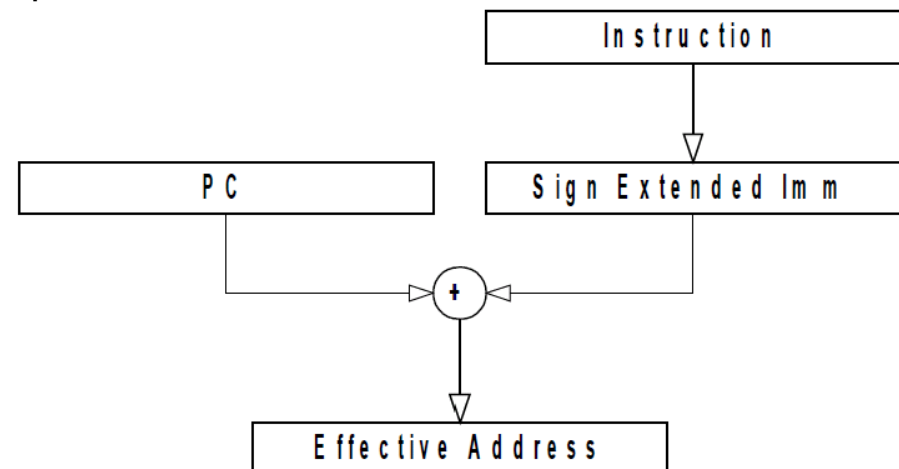 Instruction
PC
Sign Extended Imm
+
Effective Address